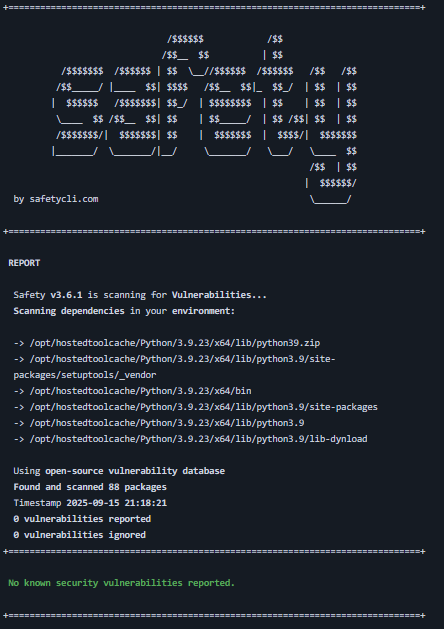 +==============================================================================+

                               /$$$$$$            /$$
                              /$$__  $$          | $$
           /$$$$$$$  /$$$$$$ | $$  \__//$$$$$$  /$$$$$$   /$$   /$$
          /$$_____/ |____  $$| $$$$   /$$__  $$|_  $$_/  | $$  | $$
         |  $$$$$$   /$$$$$$$| $$_/  | $$$$$$$$  | $$    | $$  | $$
          \____  $$ /$$__  $$| $$    | $$_____/  | $$ /$$| $$  | $$
          /$$$$$$$/|  $$$$$$$| $$    |  $$$$$$$  |  $$$$/|  $$$$$$$
         |_______/  \_______/|__/     \_______/   \___/   \____  $$
                                                          /$$  | $$
                                                         |  $$$$$$/
  by safetycli.com                                        \______/

+==============================================================================+

 REPORT

  Safety v3.6.1 is scanning for Vulnerabilities...
  Scanning dependencies in your environment:

  -> /opt/hostedtoolcache/Python/3.9.23/x64/lib/python39.zip
  -> /opt/hostedtoolcache/Python/3.9.23/x64/lib/python3.9/site-
  packages/setuptools/_vendor
  -> /opt/hostedtoolcache/Python/3.9.23/x64/bin
  -> /opt/hostedtoolcache/Python/3.9.23/x64/lib/python3.9/site-packages
  -> /opt/hostedtoolcache/Python/3.9.23/x64/lib/python3.9
  -> /opt/hostedtoolcache/Python/3.9.23/x64/lib/python3.9/lib-dynload

  Using open-source vulnerability database
  Found and scanned 88 packages
  Timestamp 2025-09-15 21:18:21
  0 vulnerabilities reported
  0 vulnerabilities ignored
+==============================================================================+

 No known security vulnerabilities reported.

+==============================================================================+